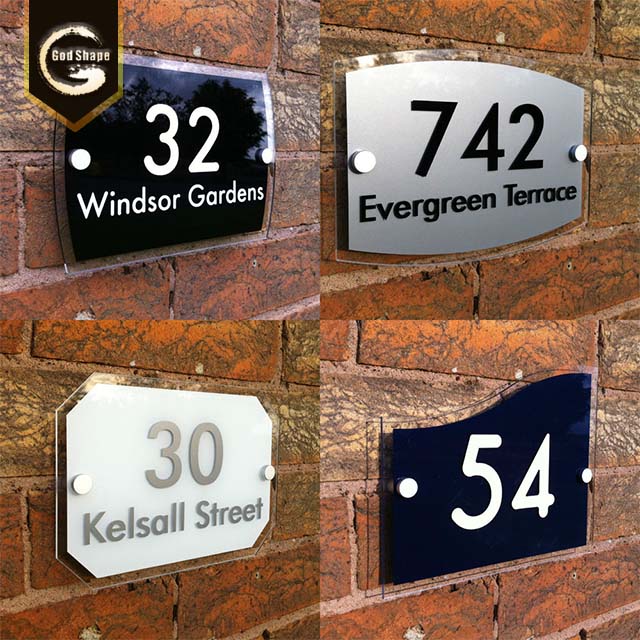 God Shape
32
Windsor Gardens
742
Evergreen Terrace
30
Kelsall Street
54